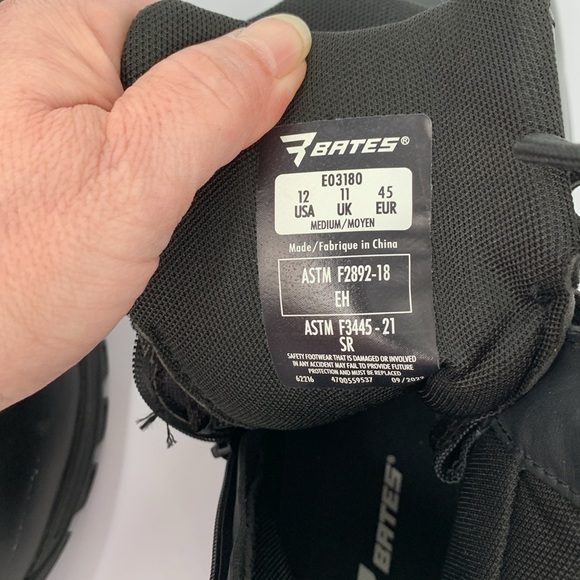 BATES®
E03180
12 11 45
USA UK EUR
MEDIUM/MOYEN
Made/Fabrique in China
ASTM F2892-18
EH
ASTM F3445-21
SR
SAFETY FOOTWEAR THAT IS DAMAGED OR INVOLVED
IN ANY ACCIDENT MAY FAIL TO PROVIDE FUTURE
PROTECTION AND MUST BE REPLACED
62216 4700559537
BATES®